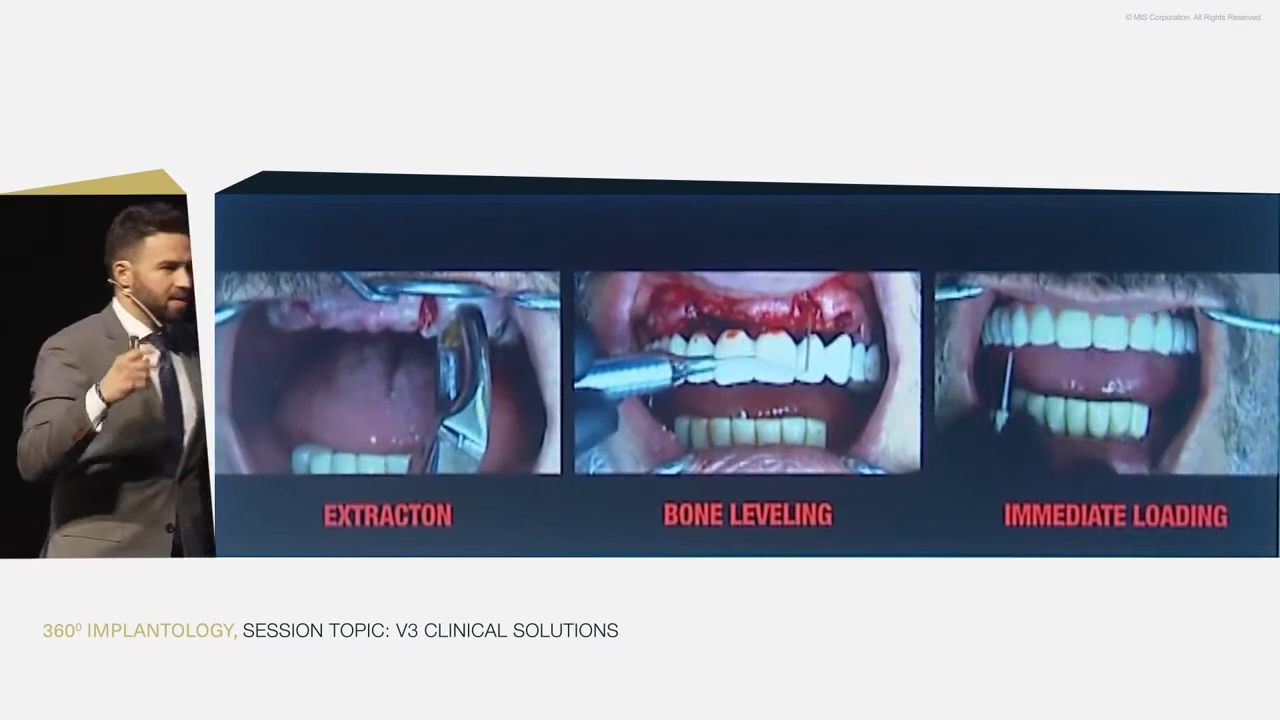 © MIS Corporation. All Rights Reserved.
EXTRACTON
BONE LEVELING
IMMEDIATE LOADING
360⁰ IMPLANTOLOGY, SESSION TOPIC: V3 CLINICAL SOLUTIONS